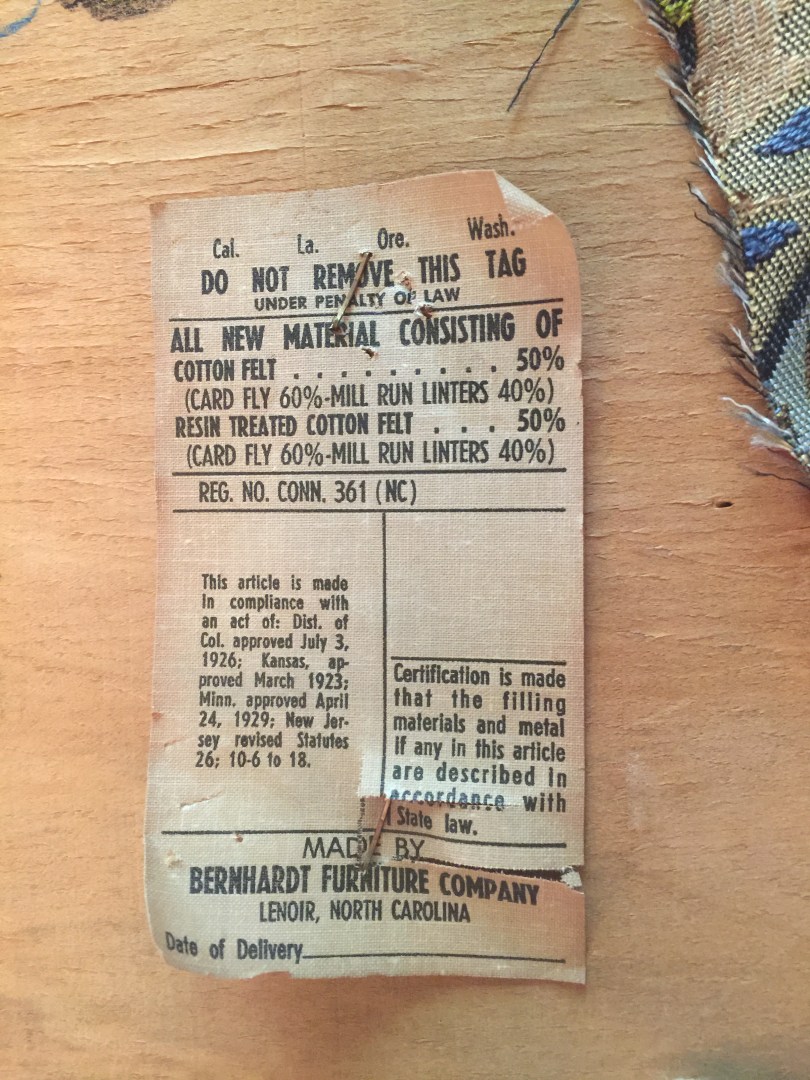 Cal. La. Ore. Wash.
DO NOT REMOVE THIS TAG
UNDER PENALTY OF LAW
ALL NEW MATERIAL CONSISTING OF
COTTON FELT . . . . . . . . . 50%
(CARD FLY 60%-MILL RUN LINTERS 40%)
RESIN TREATED COTTON FELT . . . 50%
(CARD FLY 60%-MILL RUN LINTERS 40%)
REG. NO. CONN. 361 (NC)
This article is made
in compliance with
an act of: Dist. of
Col. approved July 3,
1926; Kansas, ap-
proved March 1923;
Minn. approved April
24, 1929; New Jer-
sey revised Statutes
26; 10-6 to 18.
Certification is made
that the filling
materials and metal
if any in this article
are described in
accordance with
State law.
MADE BY
BERNHARDT FURNITURE COMPANY
LENOIR, NORTH CAROLINA
Date of Delivery